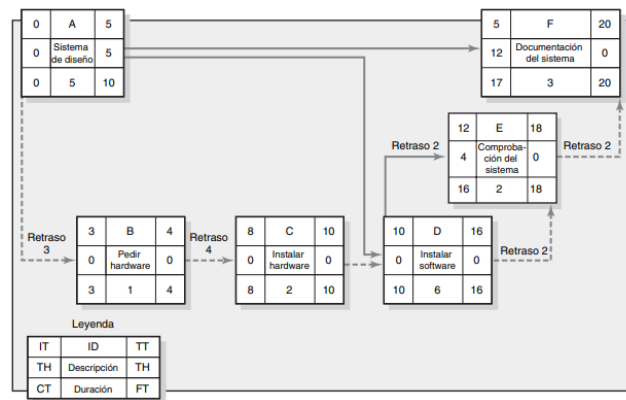 0 A 5
0 Sistema de diseño 5
0 5 10
5 F 20
12 Documentación del sistema 0
17 3 20
Retraso 2
12 E 18
4 Comproba-
ción del
sistema 0
16 2 18
Retraso 2
Retraso
3
3 B 4
0 Pedir
hardware 0
3 1 4
Retraso
4
8 C 10
0 Instalar
hardware 0
8 2 10
10 D 16
0 Instalar
software 0
10 6 16
Retraso 2
Leyenda
IT ID TT
TH Descripción TH
CT Duración FT